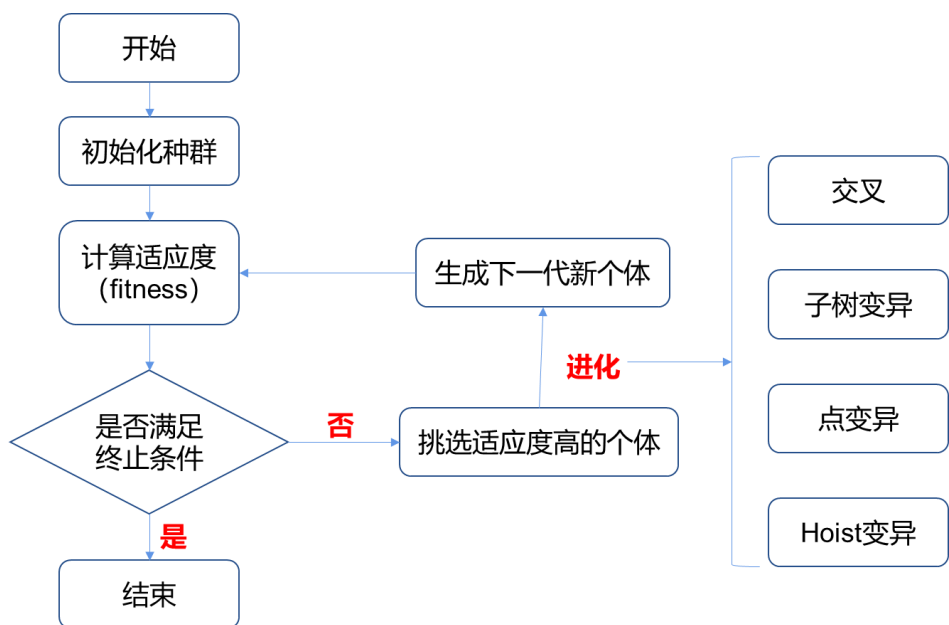 开始
初始化种群
计算适应度
（fitness）
是否满足
终止条件
是
结束
否
挑选适应度高的个体
进化
生成下一代新个体
交叉
子树变异
点变异
Hoist变异